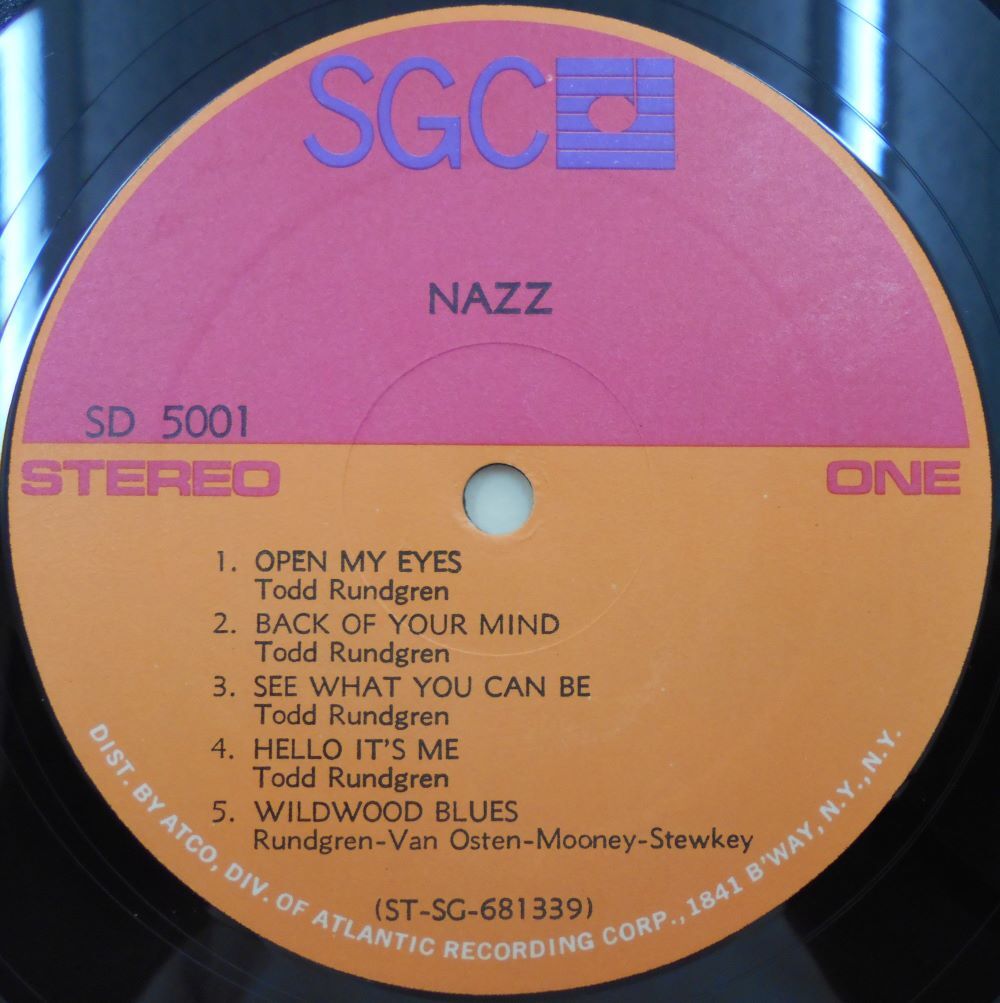 SGC
NAZZ
SD 5001
STEREO
ONE
1. OPEN MY EYES
Todd Rundgren
2. BACK OF YOUR MIND
Todd Rundgren
3. SEE WHAT YOU CAN BE
Todd Rundgren
4. HELLO IT'S ME
Todd Rundgren
5. WILDWOOD BLUES
Rundgren-Van Osten-Mooney-Stewkey
(ST-SG-681339)
DIST. BY ATCO, DIV. OF ATLANTIC RECORDING CORP., 1841 B'WAY, N.Y., N.Y.